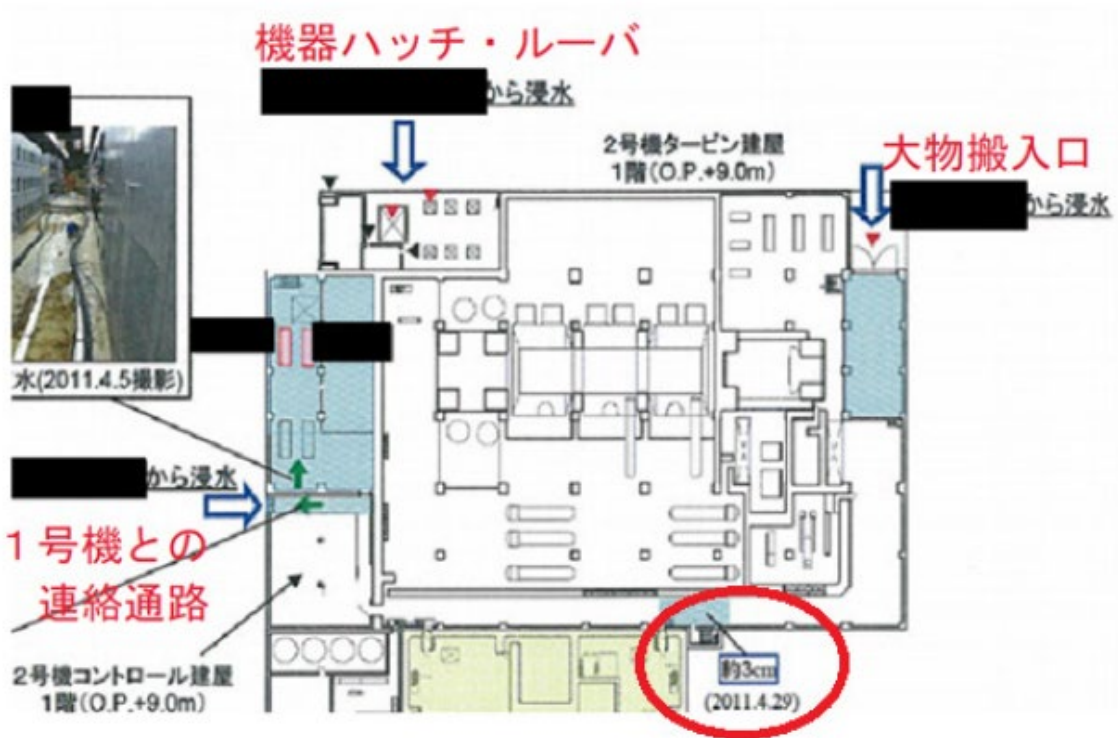 機器ハッチ・ルーバ
から浸水
2号機タービン建屋
1階(O.P.+9.0m)
大物搬入口
から浸水
水(2011.4.5撮影)
から浸水
1号機との
連絡通路
2号機コントロール建屋
1階(O.P.+9.0m)
約3cm
(2011.4.29)